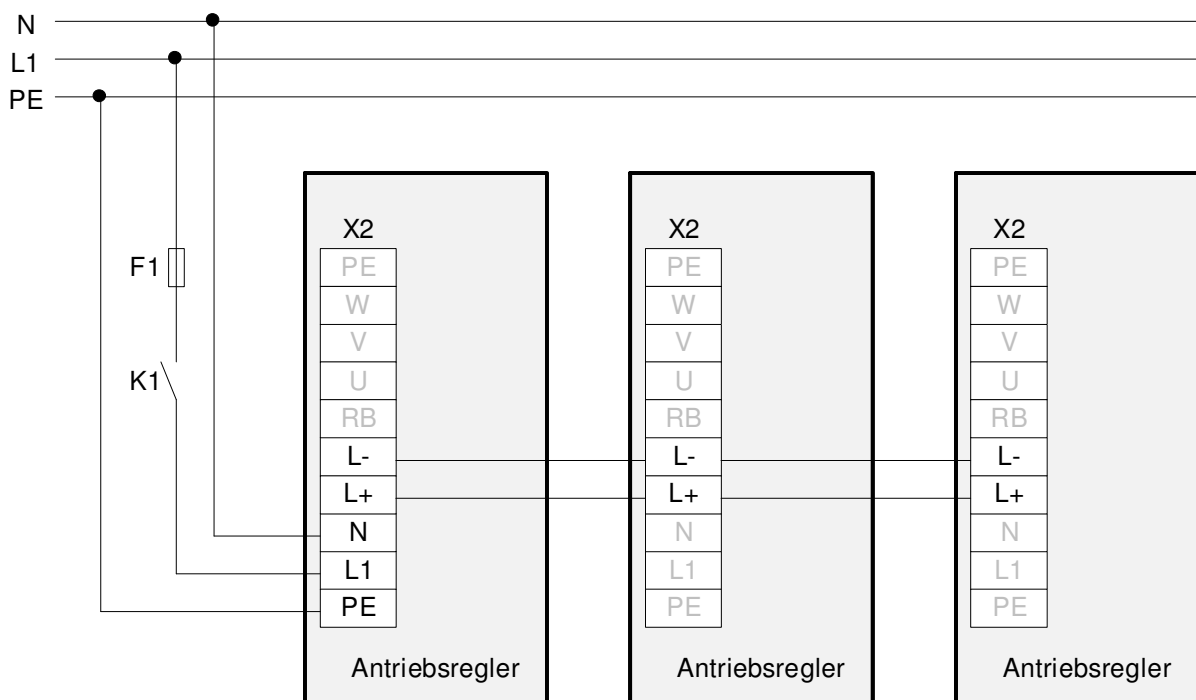 N
L1
PE
F1
K1
X2
PE
W
V
U
RB
L-
L+
N
L1
PE
Antriebsregler
X2
PE
W
V
U
RB
L-
L+
N
L1
PE
Antriebsregler
X2
PE
W
V
U
RB
L-
L+
N
L1
PE
Antriebsregler